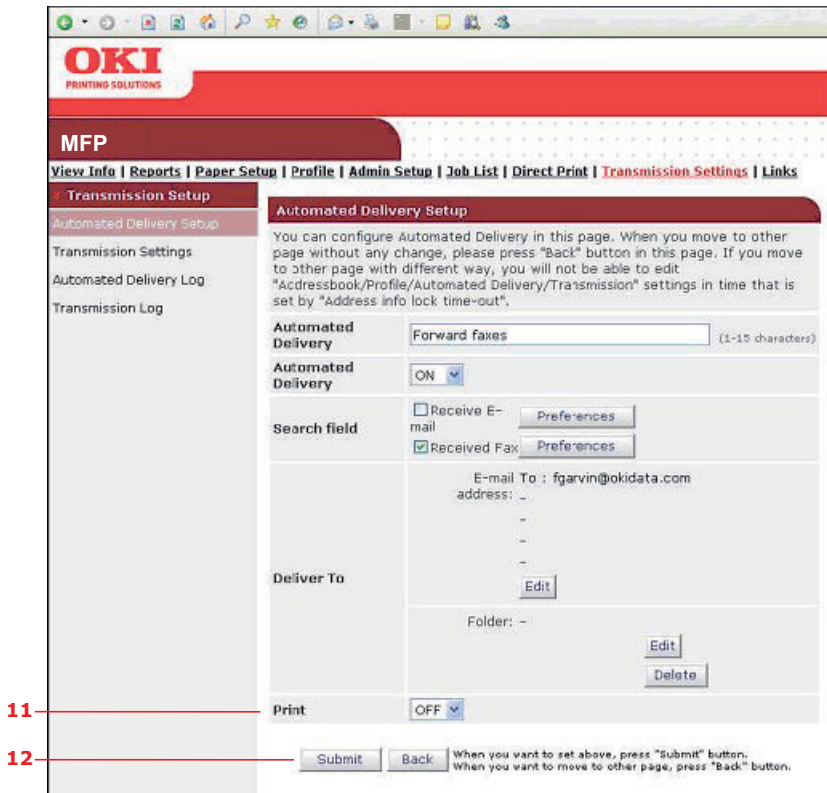 OKI
PRINTING SOLUTIONS
MFP
View Info | Reports | Paper Setup | Profile | Admin Setup | Job List | Direct Print | Transmission Settings | Links
Transmission Setup
Automated Delivery Setup
Transmission Settings
Automated Delivery Log
Transmission Log
Automated Delivery Setup
You can configure Automated Delivery in this page. When you move to other
page without any change, please press "Back" button in this page. If you move
to other page with different way, you will not be able to edit
"Acdressbook/Profile/Automated Delivery/Transmission" settings in time that is
set by "Address info lock time-out".
Automated
Delivery
Forward faxes
(1-15 characters)
Automated
Delivery
ON
Search field
Receive E-
mail
Preferences
Received Fax
Preferences
Deliver To
E-mail To : fgarvin@okidata.com
address: -
-
-
-
Edit
Folder: -
Edit
Delete
11
Print
OFF
12
Submit
Back
When you want to set above, press "Submit" button.
When you want to move to other page, press "Back" button.